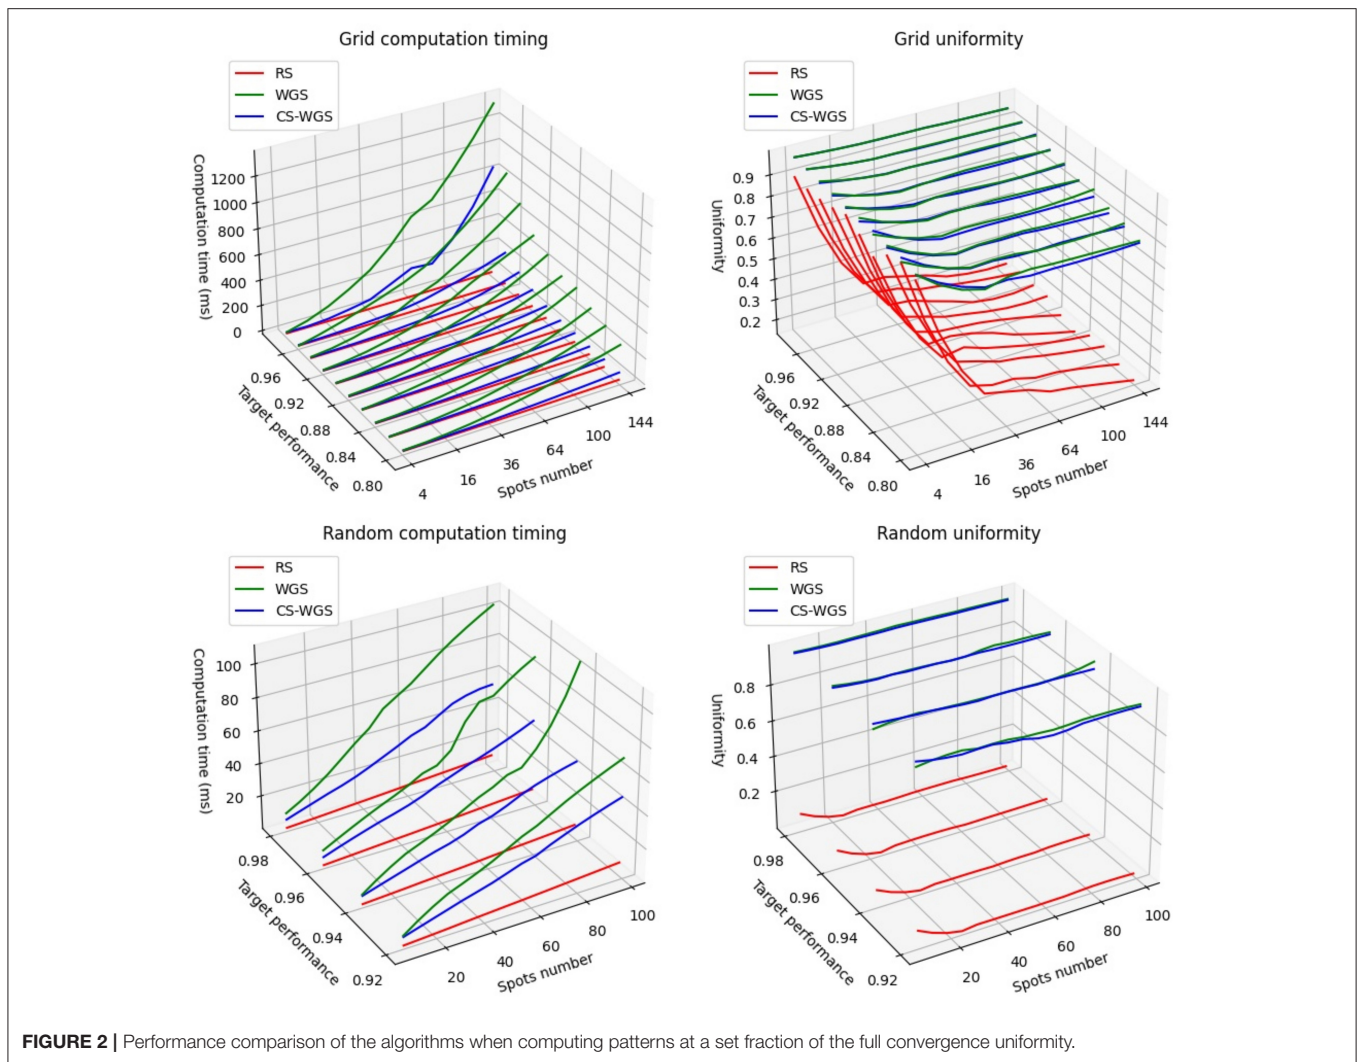 Grid computation timing
RS
WGS
CS-WGS
Computation time (ms)
1200
1000
800
600
400
200
0
0.96
0.92
0.88
0.84
0.80
Target performance
4
16
36
64
100
144
Spots number
Grid uniformity
RS
WGS
CS-WGS
Uniformity
0.9
0.8
0.7
0.6
0.5
0.4
0.3
0.2
0.96
0.92
0.88
0.84
0.80
Target performance
4
16
36
64
100
144
Spots number
Random computation timing
RS
WGS
CS-WGS
Computation time (ms)
100
80
60
40
20
0.98
0.96
0.94
0.92
Target performance
20
40
60
80
100
Spots number
Random uniformity
RS
WGS
CS-WGS
Uniformity
0.8
0.6
0.4
0.2
0.98
0.96
0.94
0.92
Target performance
20
40
60
80
100
Spots number
FIGURE 2 | Performance comparison of the algorithms when computing patterns at a set fraction of the full convergence uniformity.